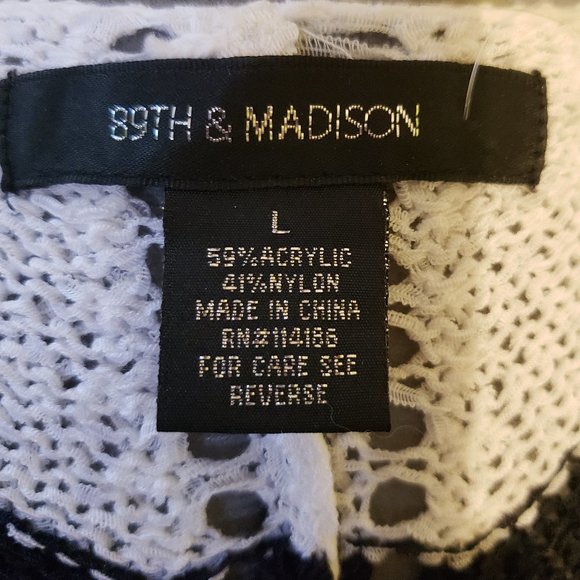 89TH & MADISON
L
59%ACRYLIC
41%NYLON
MADE IN CHINA
RN#114186
FOR CARE SEE
REVERSE